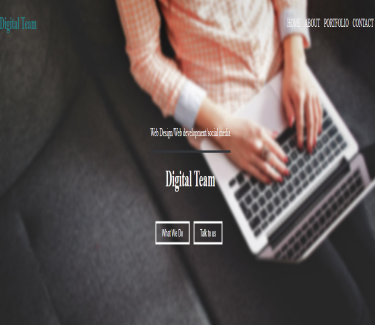 Digital Team
HOME ABOUT PORTFOLIO CONTACT
Web Design/Web development/social media
Digital Team
What We Do Talk to us